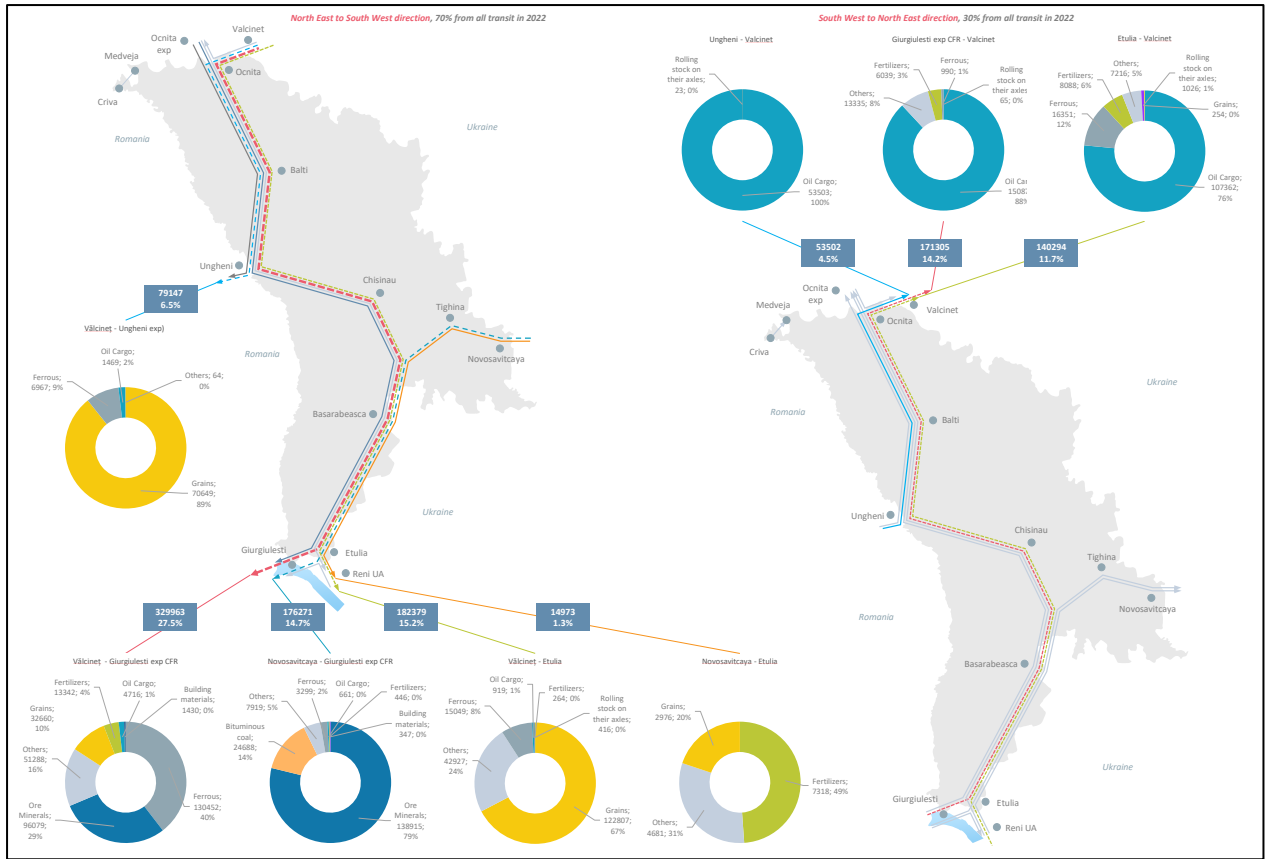 North East to South West direction, 70% from all transit in 2022
Ocnita
exp
Valcinet
Medveja
Ocnita
Criva
Romania
Ukraine
Balti
Ungheni
Chisinau
79147
6.5%
Tighina
Vâlcineț - Ungheni exp)
Romania
Novosavitcaya
Oil Cargo;
1469; 2%
Others; 64;
0%
Ferrous;
6967; 9%
Basarabeasca
Grains;
70649;
89%
Ukraine
Giurgiulesti
Etulia
Reni UA
329963
27.5%
176271
14.7%
182379
15.2%
14973
1.3%
Vâlcineț - Giurgiulesti exp CFR
Fertilizers;
13342; 4%
Oil Cargo;
4716; 1%
Building
materials;
1430; 0%
Grains;
32660;
10%
Others;
51288;
16%
Ore
Minerals;
96079;
29%
Ferrous;
130452;
40%
Novosavitcaya - Giurgiulesti exp CFR
Ferrous;
3299; 2%
Oil Cargo;
661; 0%
Fertilizers;
446; 0%
Others;
7919; 5%
Building
materials;
347; 0%
Bituminous
coal;
24688;
14%
Ore
Minerals;
138915;
79%
Vâlcineț - Etulia
Oil Cargo;
919; 1%
Fertilizers;
264; 0%
Ferrous;
15049; 8%
Rolling
stock on
their axles;
416; 0%
Others;
42927;
24%
Grains;
122807;
67%
Novosavitcaya - Etulia
Grains;
2976; 20%
Fertilizers;
7318; 49%
Others;
4681; 31%
South West to North East direction, 30% from all transit in 2022
Ungheni - Valcinet
Rolling
stock on
their axles;
23; 0%
Oil Cargo;
53503;
100%
Giurgiulesti exp CFR - Valcinet
Fertilizers;
6039; 3%
Ferrous;
990; 1%
Rolling
stock on
their axles
65; 0%
Others;
13335; 8%
Oil
88%
Etulia - Valcinet
Others;
7216; 5%
Rolling
stock on
their axles;
1026; 1%
Fertilizers;
8088; 6%
Grains;
254; 0%
Ferrous;
16351;
12%
Oil Cargo;
107362;
76%
53502
4.5%
171305
14.2%
140294
11.7%
Ocnita
exp
Valcinet
Medveja
Ocnita
Criva
Romania
Ukraine
Balti
Ungheni
Chisinau
Tighina
Romania
Novosavitcaya
Basarabeasca
Ukraine
Giurgiulesti
Etulia
Reni UA